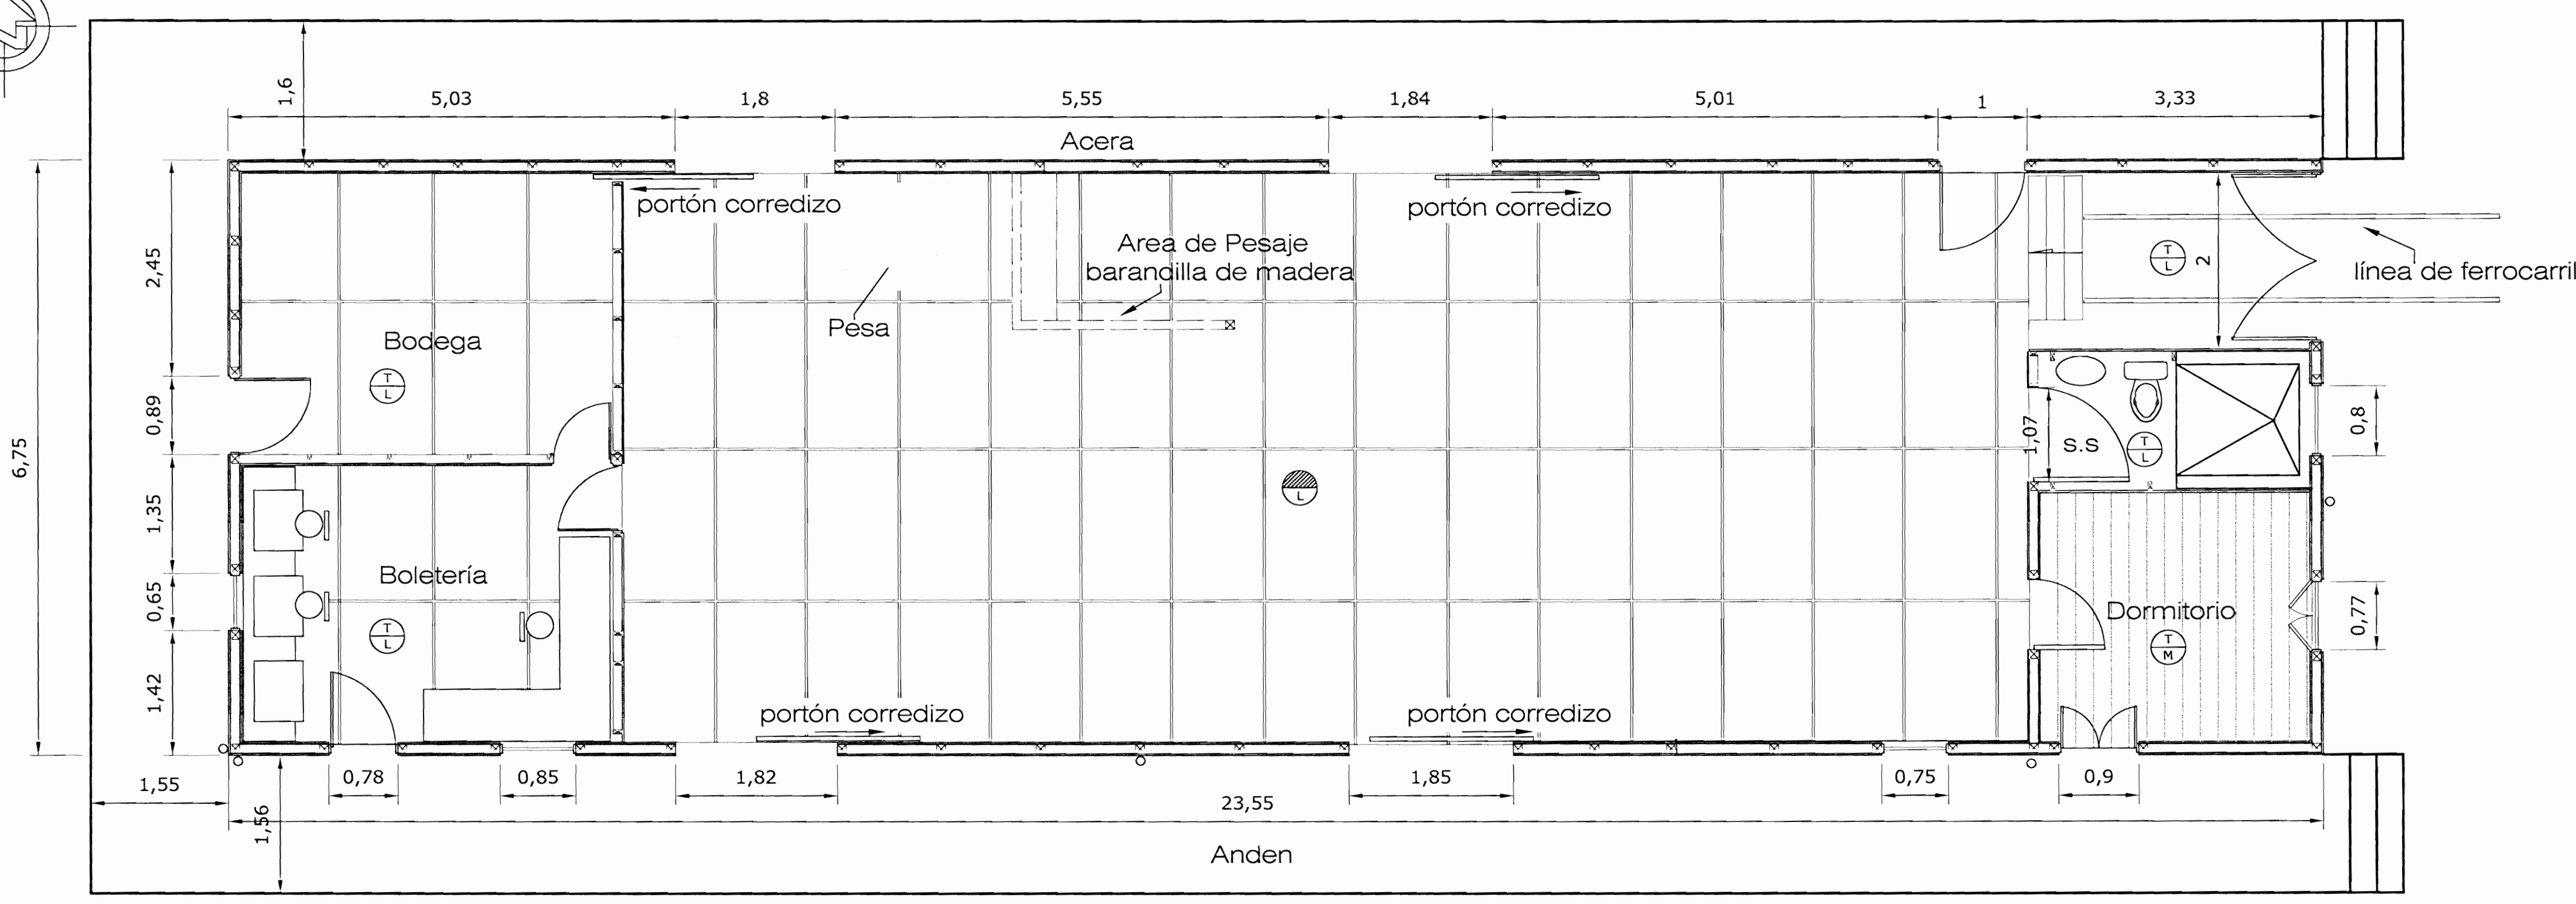 1,6
5,03
1,8
5,55
1,84
5,01
1
3,33
Acera
portón corredizo
portón corredizo
Area de Pesaje
barandilla de madera
Pesa
2
T
L
línea de ferrocarril
2,45
Bodega
T
L
0,89
6,75
1,07
S.S
T
L
0,8
1,35
L
Boletería
T
L
0,65
Dormitorio
T
M
0,77
1,42
portón corredizo
portón corredizo
1,55
0,78
0,85
1,82
1,85
0,75
0,9
23,55
1,56
Anden